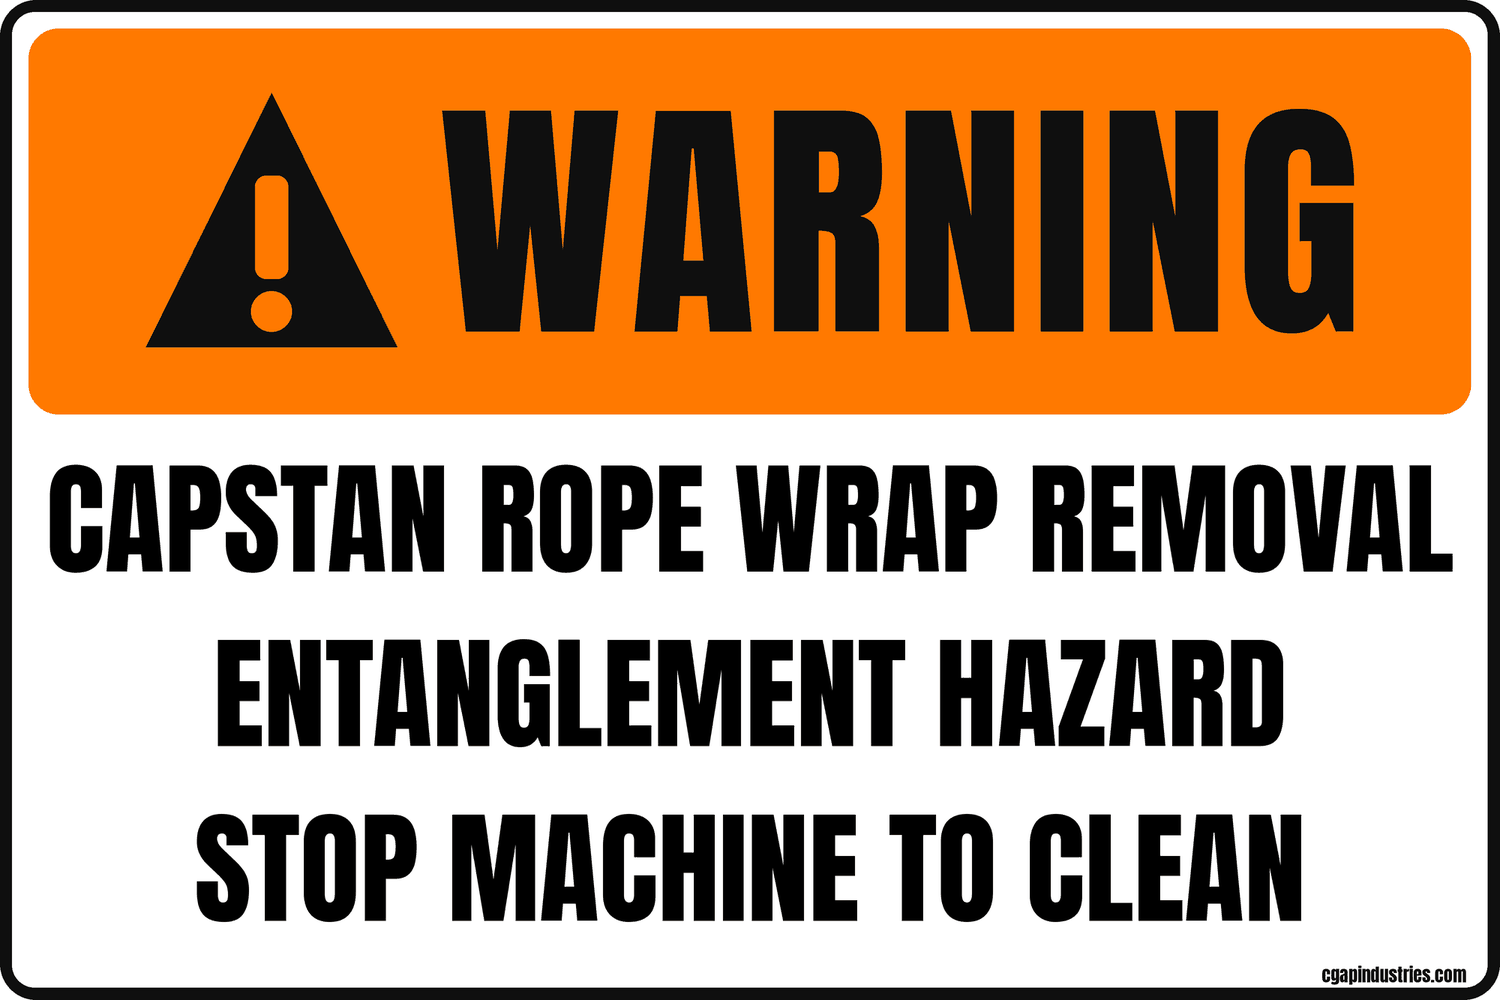 WARNING
CAPSTAN ROPE WRAP REMOVAL
ENTANGLEMENT HAZARD
STOP MACHINE TO CLEAN
cgapindustries.com